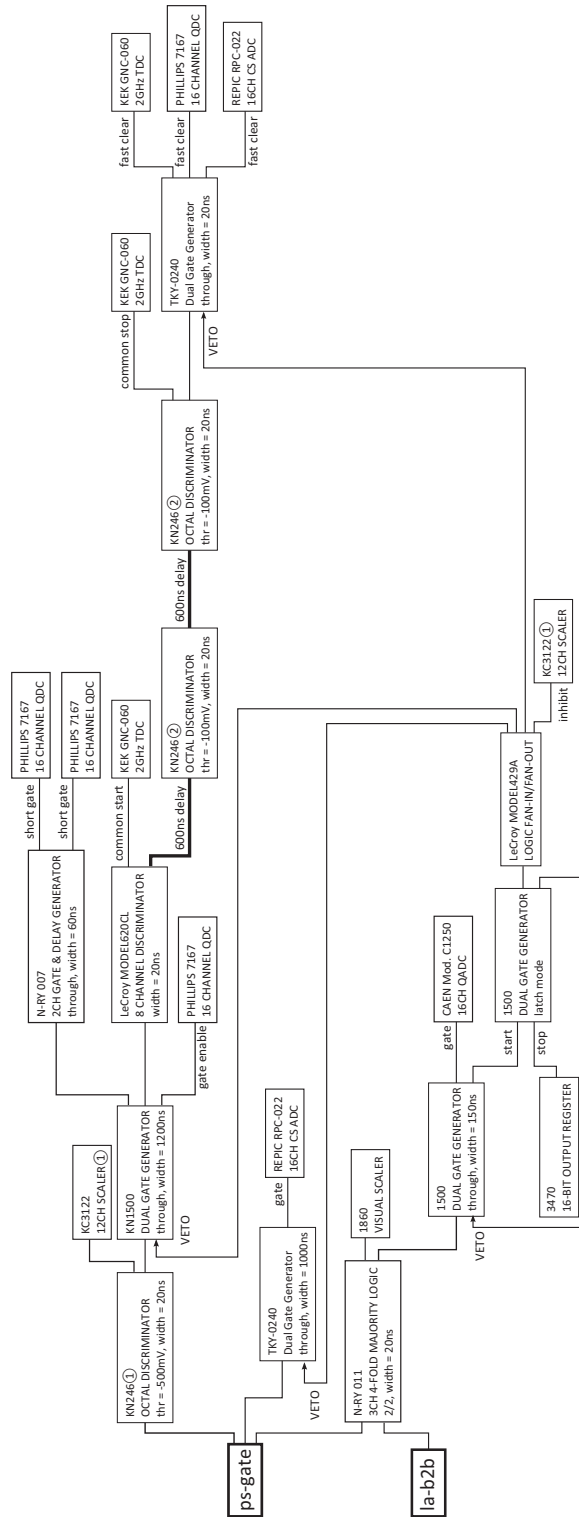 ps-gate
la-b2b
KN246①
OCTAL DISCRIMINATOR
thr = -500mV, width = 20ns
KC3122
12CH SCALER①
KN1500
DUAL GATE GENERATOR
through, width = 1200ns
VETO
N-RY 007
2CH GATE & DELAY GENERATOR
through, width = 60ns
short gate
PHILLIPS 7167
16 CHANNEL QDC
short gate
PHILLIPS 7167
16 CHANNEL QDC
LeCroy MODEL620CL
8 CHANNEL DISCRIMINATOR
width = 20ns
common start
KEK GNC-060
2GHz TDC
gate enable
PHILLIPS 7167
16 CHANNEL QDC
600ns delay
KN246②
OCTAL DISCRIMINATOR
thr = -100mV, width = 20ns
600ns delay
KN246②
OCTAL DISCRIMINATOR
thr = -100mV, width = 20ns
common stop
KEK GNC-060
2GHz TDC
TKY-0240
Dual Gate Generator
through, width = 20ns
VETO
fast clear
KEK GNC-060
2GHz TDC
fast clear
PHILLIPS 7167
16 CHANNEL QDC
fast clear
REPIC RPC-022
16CH CS ADC
TKY-0240
Dual Gate Generator
through, width = 1000ns
VETO
gate
REPIC RPC-022
16CH CS ADC
N-RY 011
3CH 4-FOLD MAJORITY LOGIC
2/2, width = 20ns
1860
VISUAL SCALER
1500
DUAL GATE GENERATOR
through, width = 150ns
VETO
gate
CAEN Mod. C1250
16CH QADC
start
stop
3470
16-BIT OUTPUT REGISTER
1500
DUAL GATE GENERATOR
latch mode
LeCroy MODEL429A
LOGIC FAN-IN/FAN-OUT
inhibit
KC3122①
12CH SCALER